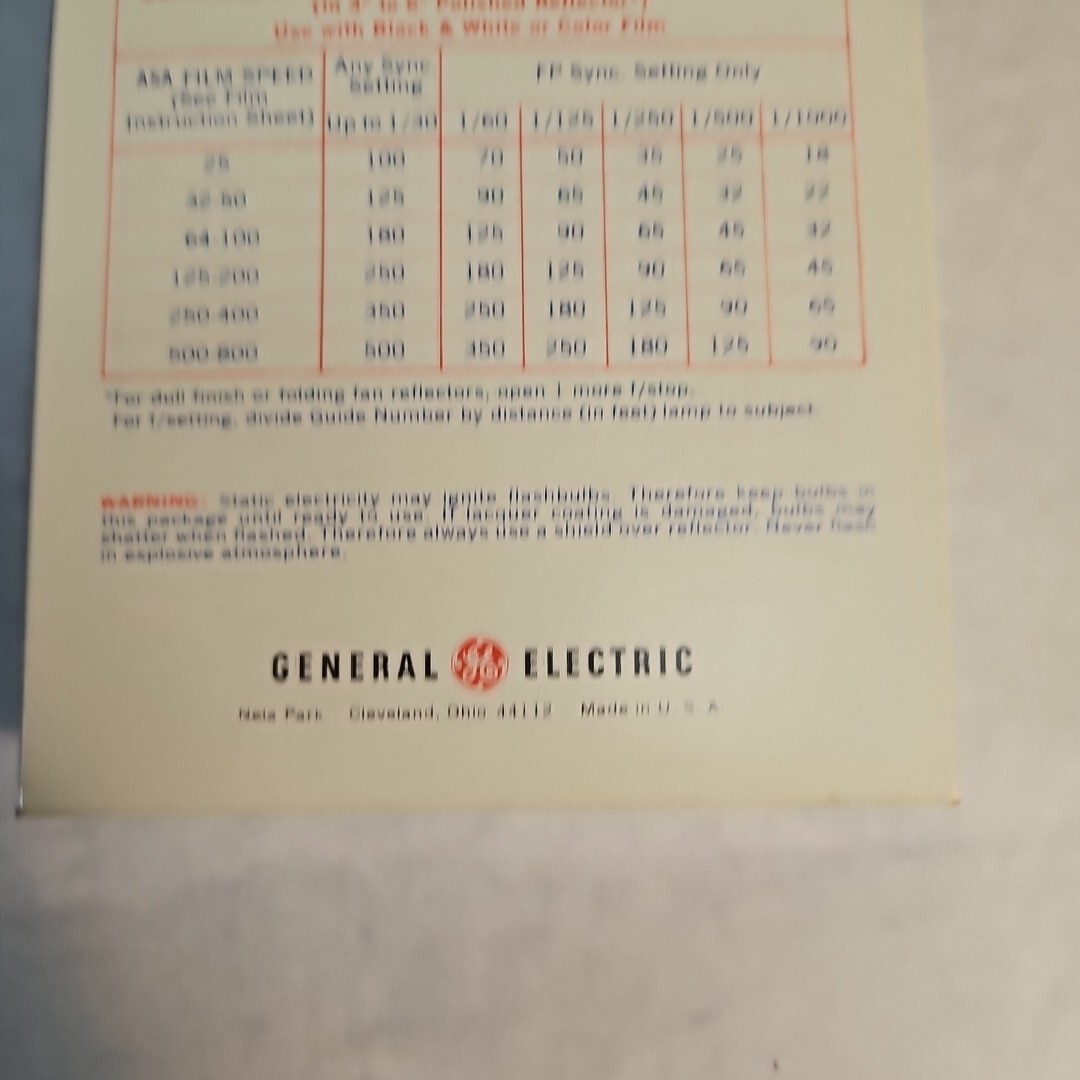 (in 4" to 6" Polished Reflector*)
Use with Black & White or Color Film
ASA FILM SPEED
(See Film
Instruction Sheet)
Any Sync.
Setting
FP Sync. Setting Only
Up to 1/30 1/60 1/125 1/250 1/500 1/1000
25 100 70 50 35 25 18
32-50 125 90 65 45 32 22
64-100 180 125 90 65 45 32
125-200 250 180 125 90 65 45
250-400 350 250 180 125 90 65
500-800 500 350 250 180 125 90
*For dull finish or folding fan reflectors, open 1 more f/stop.
For f/setting, divide Guide Number by distance (in feet) lamp to subject.
WARNING: Static electricity may ignite flashbulbs. Therefore keep bulbs in
this package until ready to use. If lacquer coating is damaged, bulbs may
shatter when flashed. Therefore always use a shield over reflector. Never flash
in explosive atmosphere.
GENERAL GE ELECTRIC
Nela Park Cleveland, Ohio 44112 Made in U. S. A.